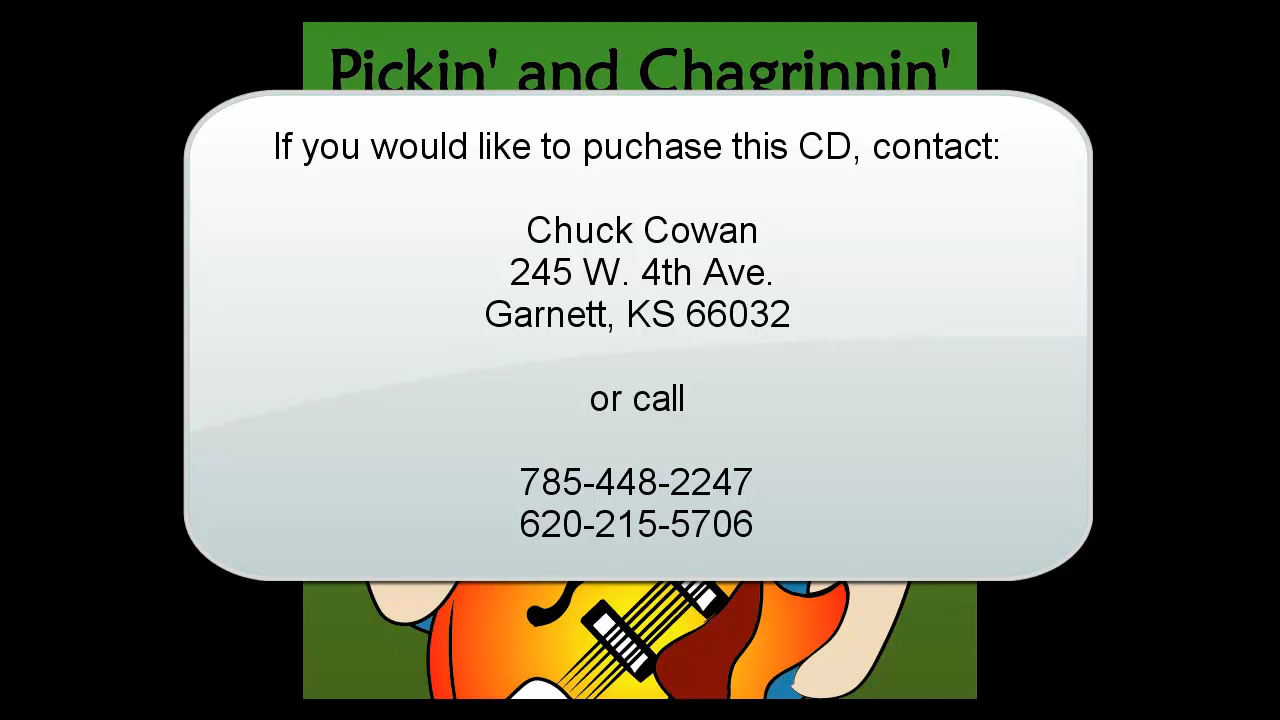 Pickin' and Chagrinnin'
If you would like to puchase this CD, contact:
Chuck Cowan
245 W. 4th Ave.
Garnett, KS 66032
or call
785-448-2247
620-215-5706